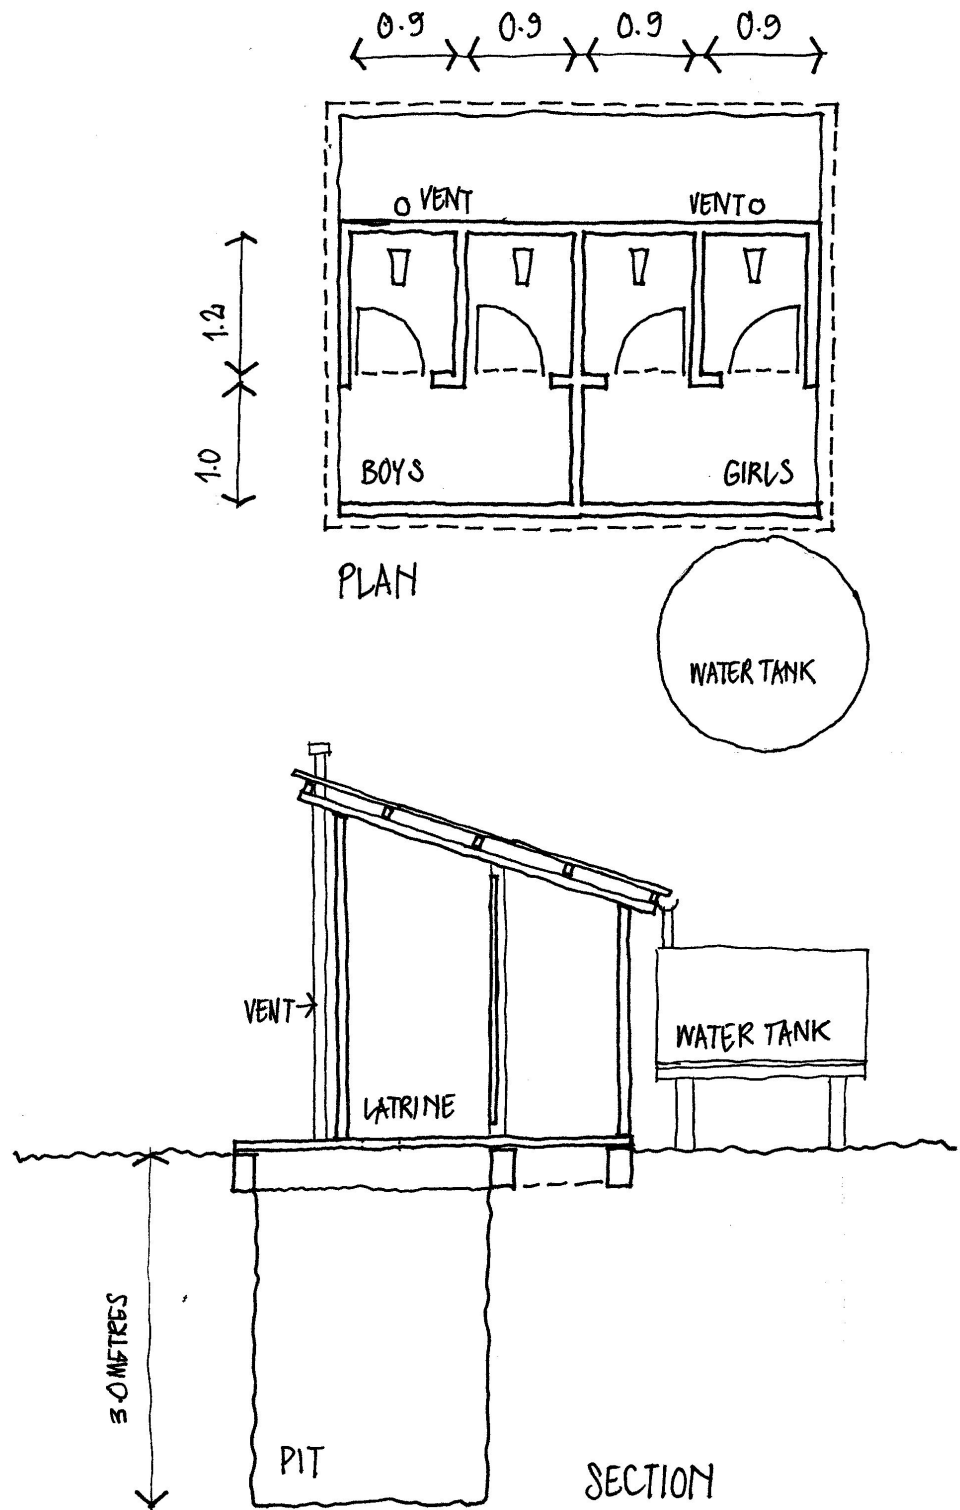 0.9 0.9 0.9 0.9
VENT VENT
1.2
1.0
BOYS GIRLS
PLAN
WATER TANK
VENT
WATER TANK
LATRINE
3.0 METRES
PIT
SECTION